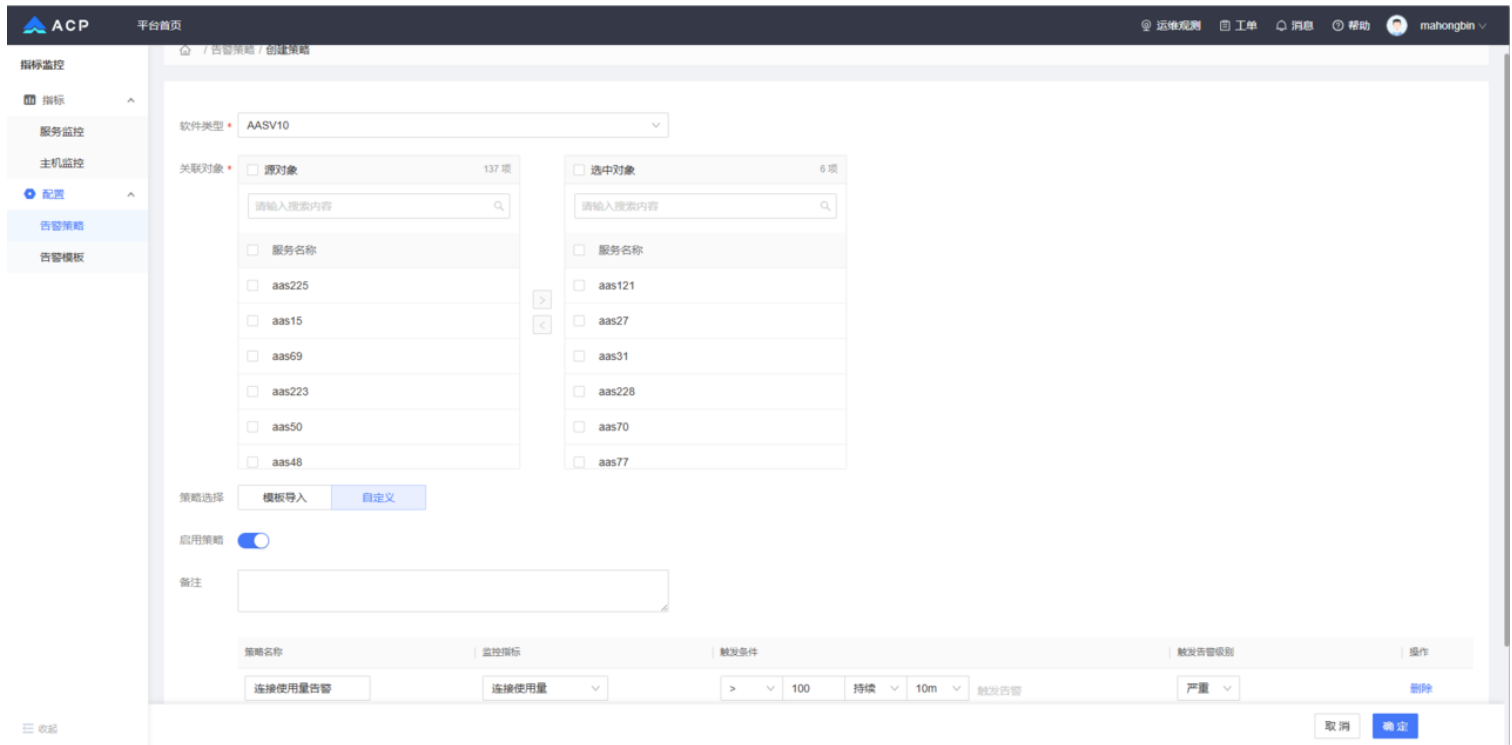 ACP 平台首页 运维观测 工单 消息 帮助 mahongbin
/ 告警策略 / 创建策略
指标监控
指标
服务监控
主机监控
配置
告警策略
告警模板
收起
软件类型 * AASV10
关联对象 * 源对象 137 项 选中对象 6 项
请输入搜索内容 请输入搜索内容
服务名称 服务名称
aas225 aas121
aas15 aas27
aas69 aas31
aas223 aas228
aas50 aas70
aas48 aas77
策略选择 模板导入 自定义
启用策略
备注
策略名称 监控指标 触发条件 触发告警级别 操作
连接使用量告警 连接使用量 > 100 持续 10m 触发告警 严重 删除
取消 确定